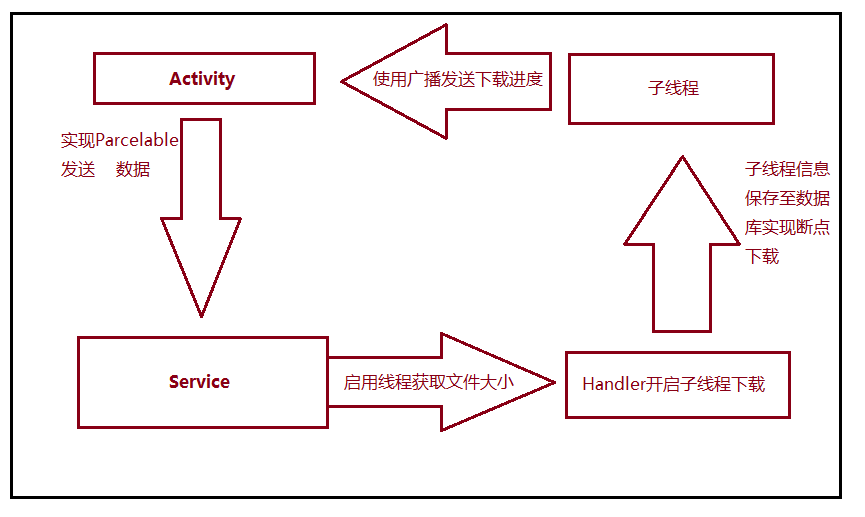 Activity
使用广播发送下载进度
子线程
实现Parcelable
发送 数据
子线程信息
保存至数据
库实现断点
下载
Service
启用线程获取文件大小
Handler开启子线程下载